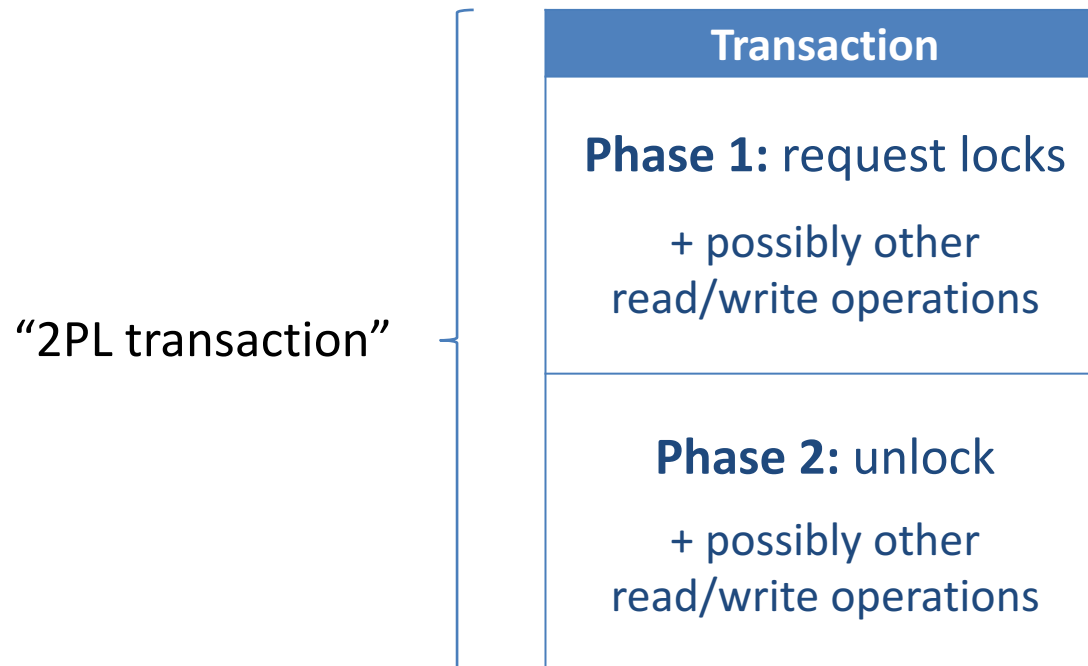 Transaction
Phase 1: request locks
+ possibly other
read/write operations
“2PL transaction”
Phase 2: unlock
+ possibly other
read/write operations